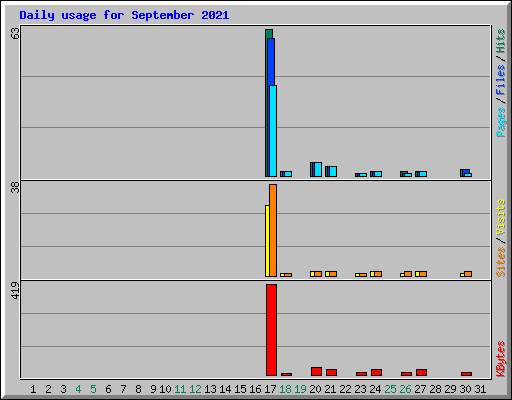 Daily usage for September 2021
63
38
419
Pages / Files / Hits
Sites / Visits
KBytes
1 2 3 4 5 6 7 8 9 10 11 12 13 14 15 16 17 18 19 20 21 22 23 24 25 26 27 28 29 30 31